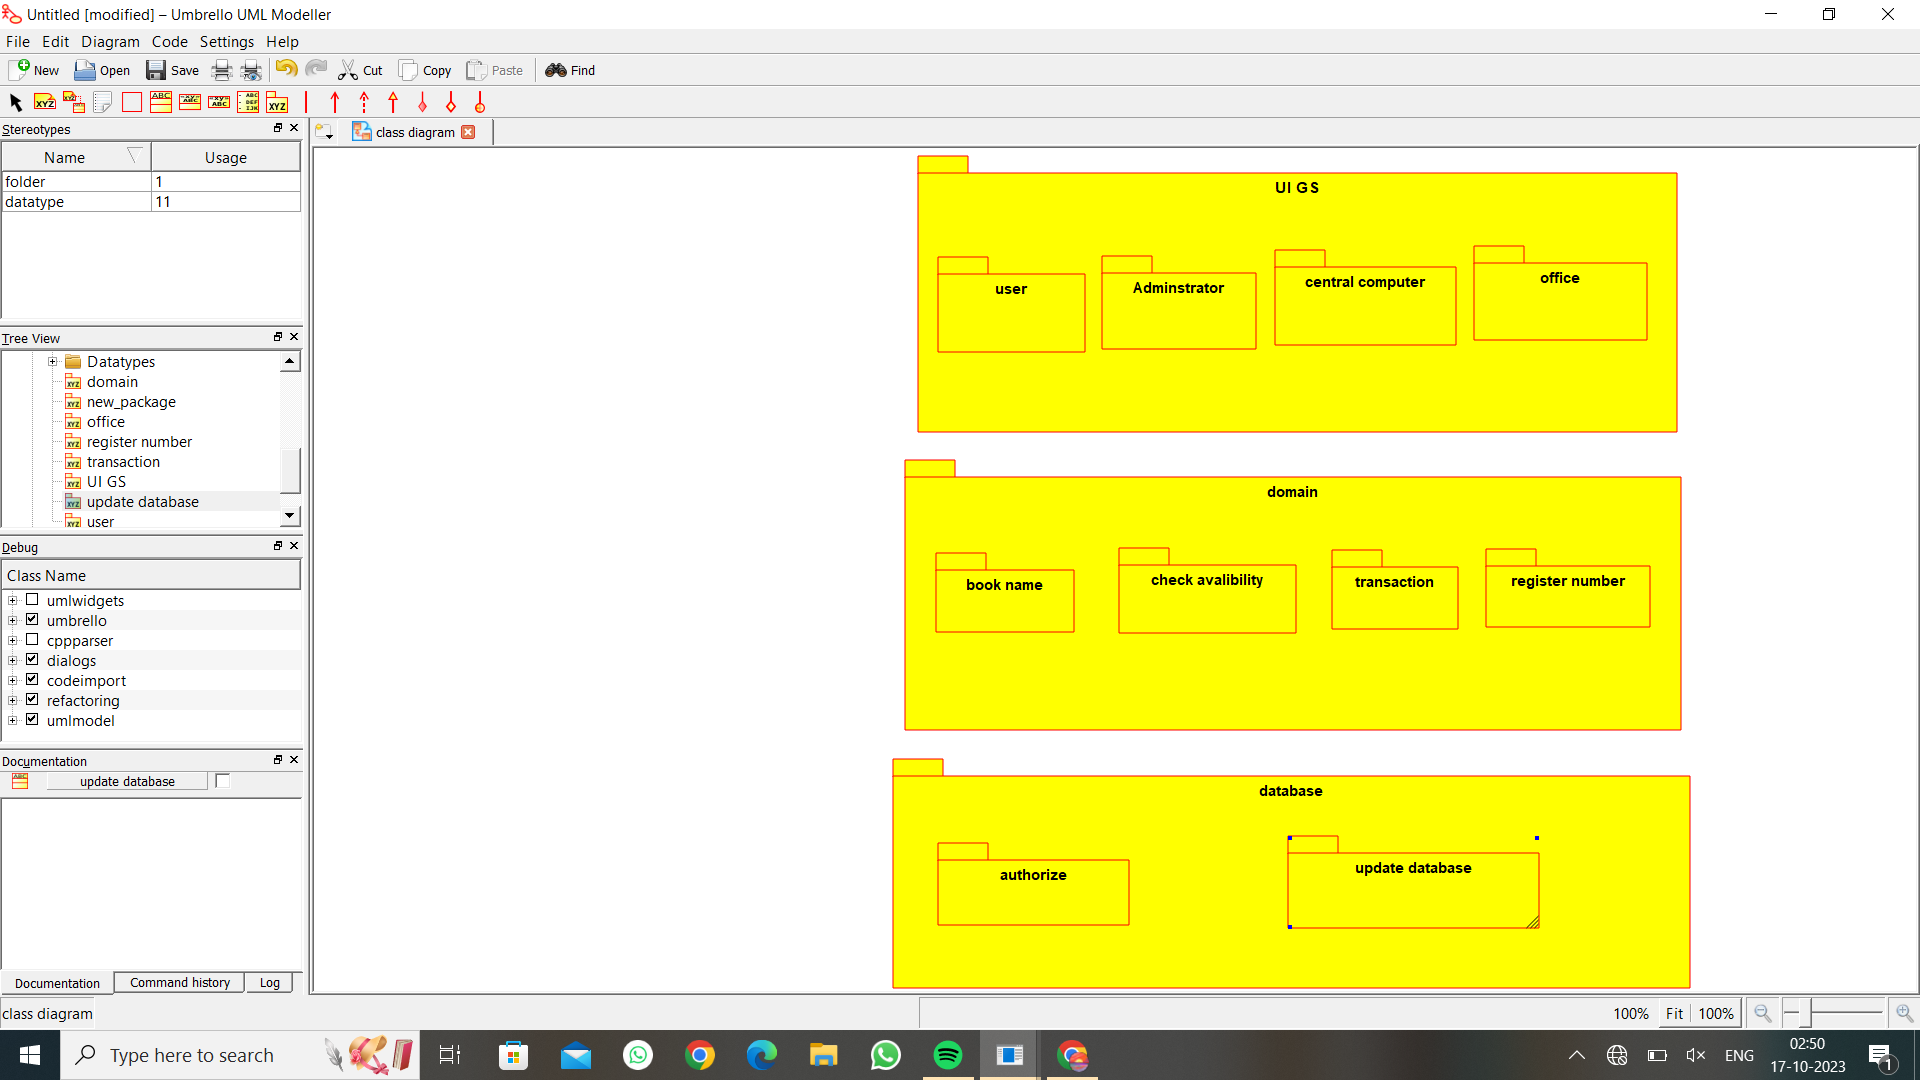 Untitled [modified] – Umbrello UML Modeller
File Edit Diagram Code Settings Help
New Open Save Cut Copy Paste Find
class diagram
Stereotypes
Name Usage
folder 1
datatype 11
Tree View
Datatypes
domain
new_package
office
register number
transaction
UI GS
update database
user
Debug
Class Name
umlwidgets
umbrello
cppparser
dialogs
codeimport
refactoring
umlmodel
Documentation
update database
Documentation Command history Log
class diagram
UI GS
user Adminstrator central computer office
domain
book name check avalibility transaction register number
database
authorize update database
100% Fit 100%
Type here to search
ENG
02:50
17-10-2023
1